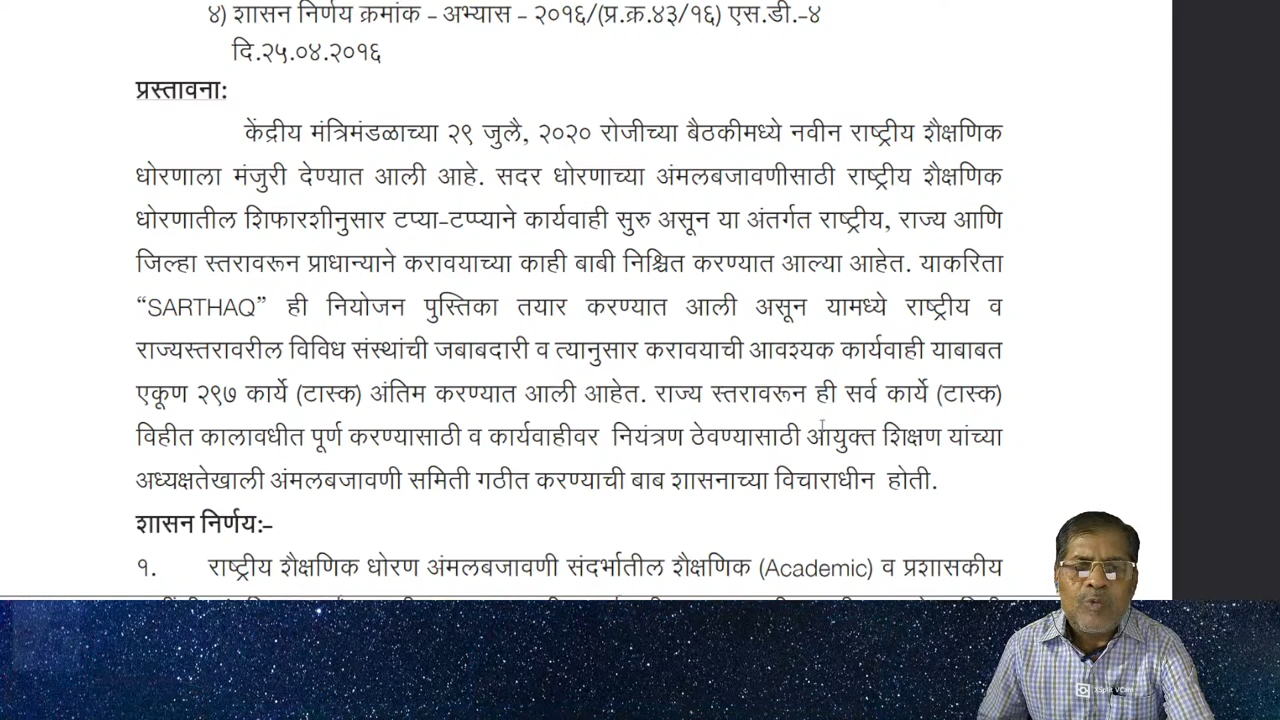 ४) शासन निर्णय क्रमांक – अभ्यास – २०१६/(प्र.क्र.४३/१६) एस.डी.-४
दि.२५.०४.२०१६
प्रस्तावना:
केंद्रीय मंत्रिमंडळाच्या २९ जुलै, २०२० रोजीच्या बैठकीमध्ये नवीन राष्ट्रीय शैक्षणिक
धोरणाला मंजुरी देण्यात आली आहे. सदर धोरणाच्या अंमलबजावणीसाठी राष्ट्रीय शैक्षणिक
धोरणातील शिफारशीनुसार टप्या-टप्प्याने कार्यवाही सुरु असून या अंतर्गत राष्ट्रीय, राज्य आणि
जिल्हा स्तरावरून प्राधान्याने करावयाच्या काही बाबी निश्चित करण्यात आल्या आहेत. याकरिता
“SARTHAQ” ही नियोजन पुस्तिका तयार करण्यात आली असून यामध्ये राष्ट्रीय व
राज्यस्तरावरील विविध संस्थांची जबाबदारी व त्यानुसार करावयाची आवश्यक कार्यवाही याबाबत
एकूण २९७ कार्ये (टास्क) अंतिम करण्यात आली आहेत. राज्य स्तरावरून ही सर्व कार्ये (टास्क)
विहीत कालावधीत पूर्ण करण्यासाठी व कार्यवाहीवर नियंत्रण ठेवण्यासाठी आयुक्त शिक्षण यांच्या
अध्यक्षतेखाली अंमलबजावणी समिती गठीत करण्याची बाब शासनाच्या विचाराधीन होती.
शासन निर्णय:-
१. राष्ट्रीय शैक्षणिक धोरण अंमलबजावणी संदर्भातील शैक्षणिक (Academic) व प्रशासकीय
XSplit VCam